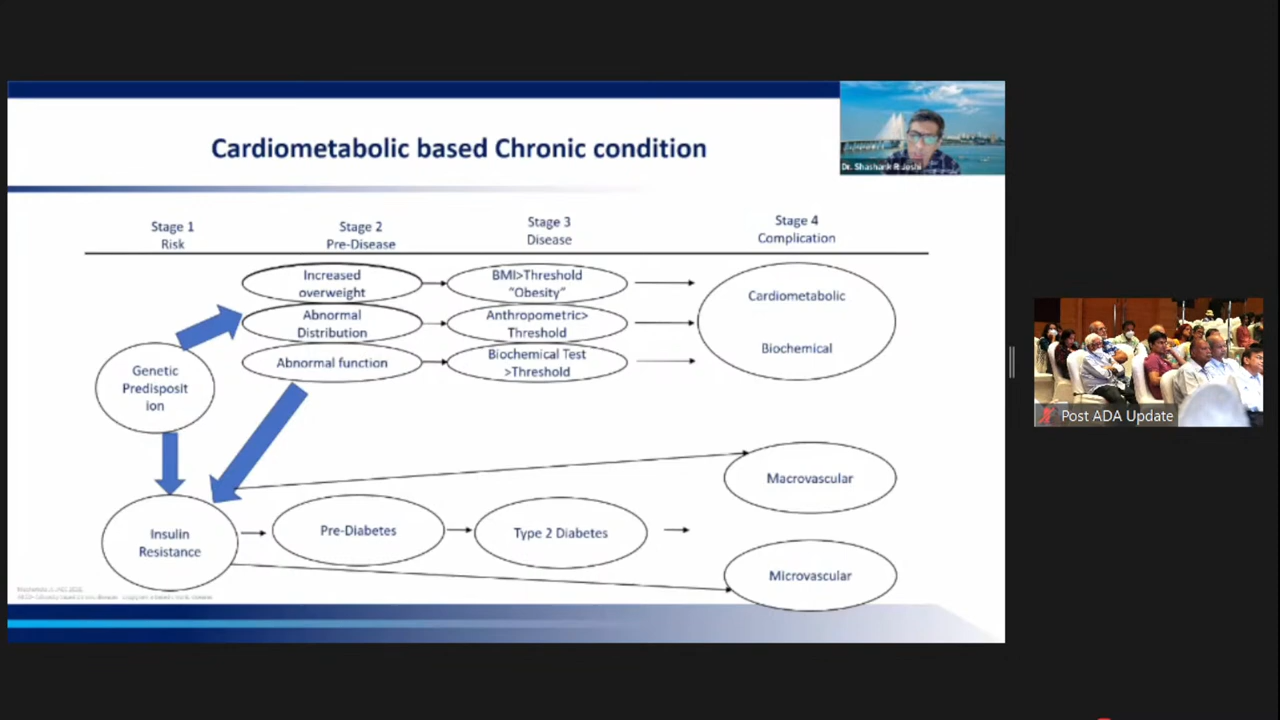 Cardiometabolic based Chronic condition
Dr. Shashank R Joshi
Stage 1
Risk
Stage 2
Pre-Disease
Stage 3
Disease
Stage 4
Complication
Increased
overweight
BMI>Threshold
“Obesity”
Abnormal
Distribution
Anthropometric>
Threshold
Abnormal function
Biochemical Test
>Threshold
Cardiometabolic
Biochemical
Genetic
Predisposit
ion
Insulin
Resistance
Pre-Diabetes
Type 2 Diabetes
Macrovascular
Microvascular
Post ADA Update